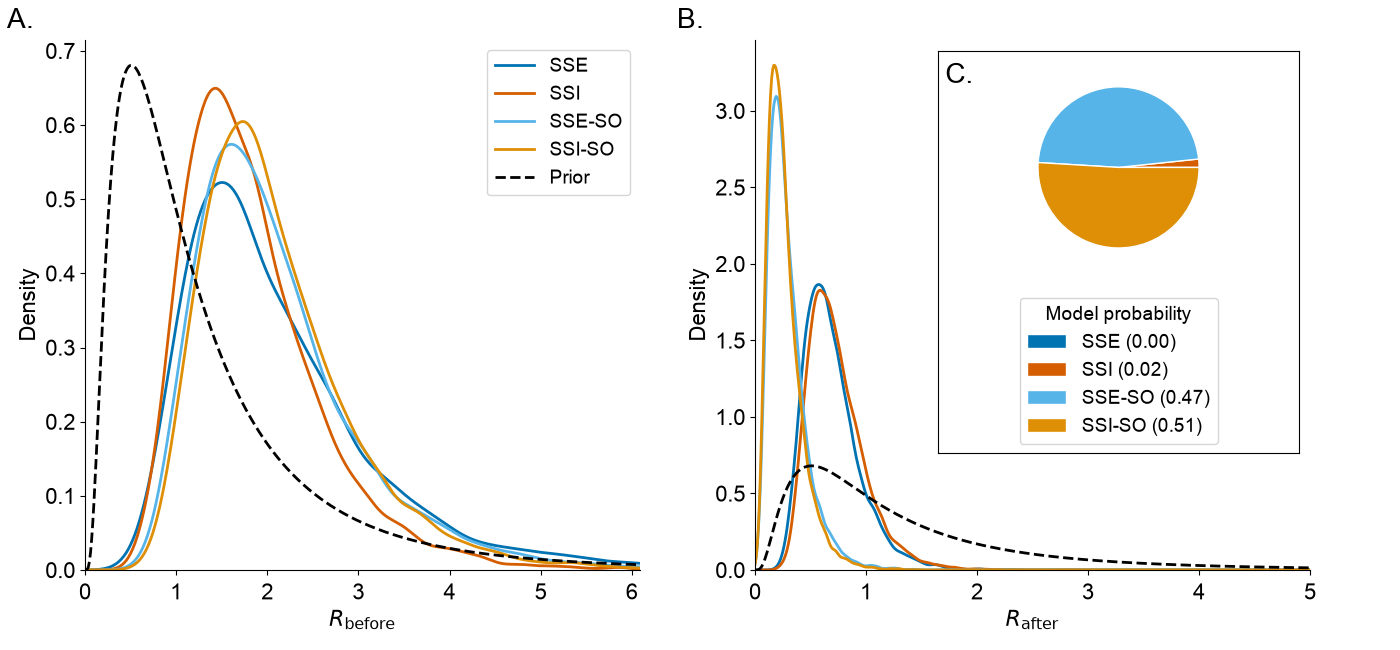 A.
0.7
0.6
0.5
0.4
0.3
0.2
0.1
0.0
Density
0 1 2 3 4 5 6
R_before
SSE
SSI
SSE-SO
SSI-SO
Prior
B.
3.0
2.5
2.0
1.5
1.0
0.5
0.0
Density
0 1 2 3 4 5
R_after
C.
Model probability
SSE (0.00)
SSI (0.02)
SSE-SO (0.47)
SSI-SO (0.51)